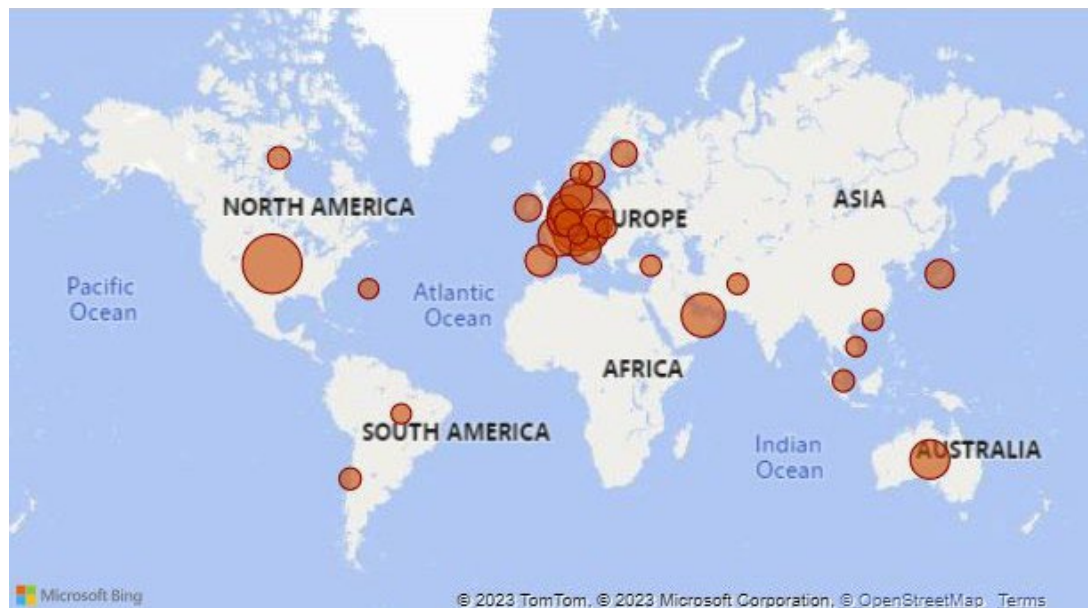 NORTH AMERICA
EUROPE
ASIA
Pacific
Ocean
Atlantic
Ocean
AFRICA
SOUTH AMERICA
Indian
Ocean
AUSTRALIA
Microsoft Bing
© 2023 TomTom, © 2023 Microsoft Corporation, © OpenStreetMap Terms